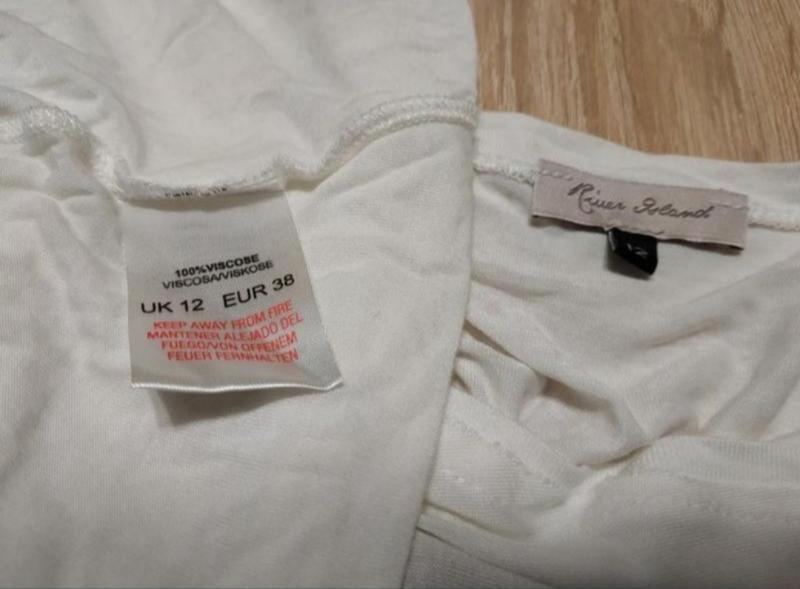 100%VISCOSE
VISCOSA/VISKOSE
UK 12 EUR 38
KEEP AWAY FROM FIRE
MANTENER ALEJADO DEL
FUEGO/VON OFFENEM
FEUER FERNHALTEN
River Island
12